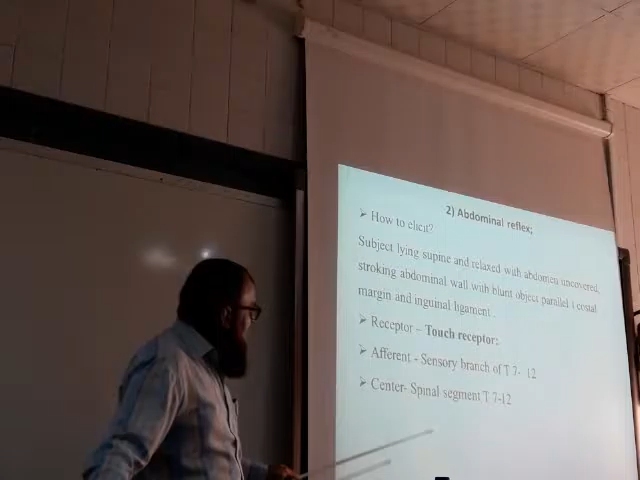 2) Abdominal reflex;
➢ How to elicit?
Subject lying supine and relaxed with abdomen uncovered,
stroking abdominal wall with blunt object parallel t costal
margin and inguinal ligament .
➢ Receptor – Touch receptor:
➢ Afferent - Sensory branch of T 7- 12
➢ Center- Spinal segment T 7-12